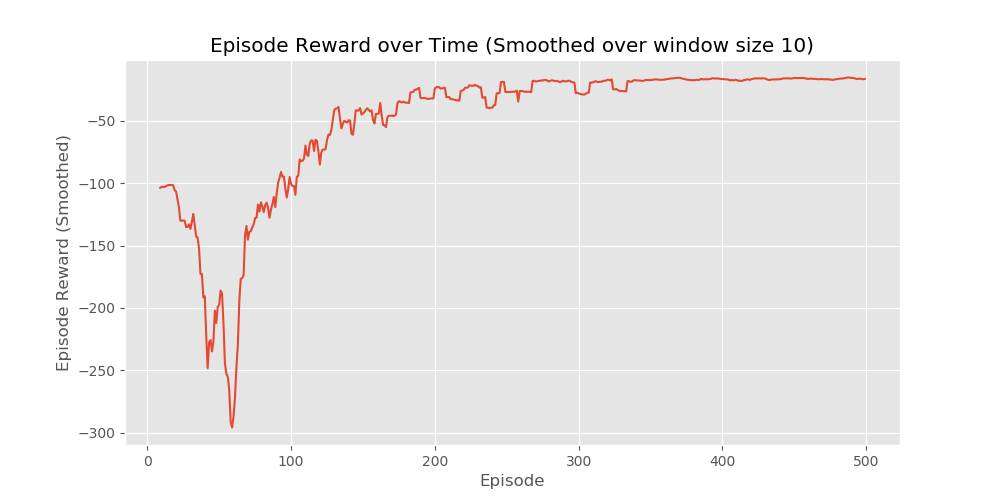 Episode Reward over Time (Smoothed over window size 10)
Episode Reward (Smoothed)
−50
−100
−150
−200
−250
−300
0 100 200 300 400 500
Episode